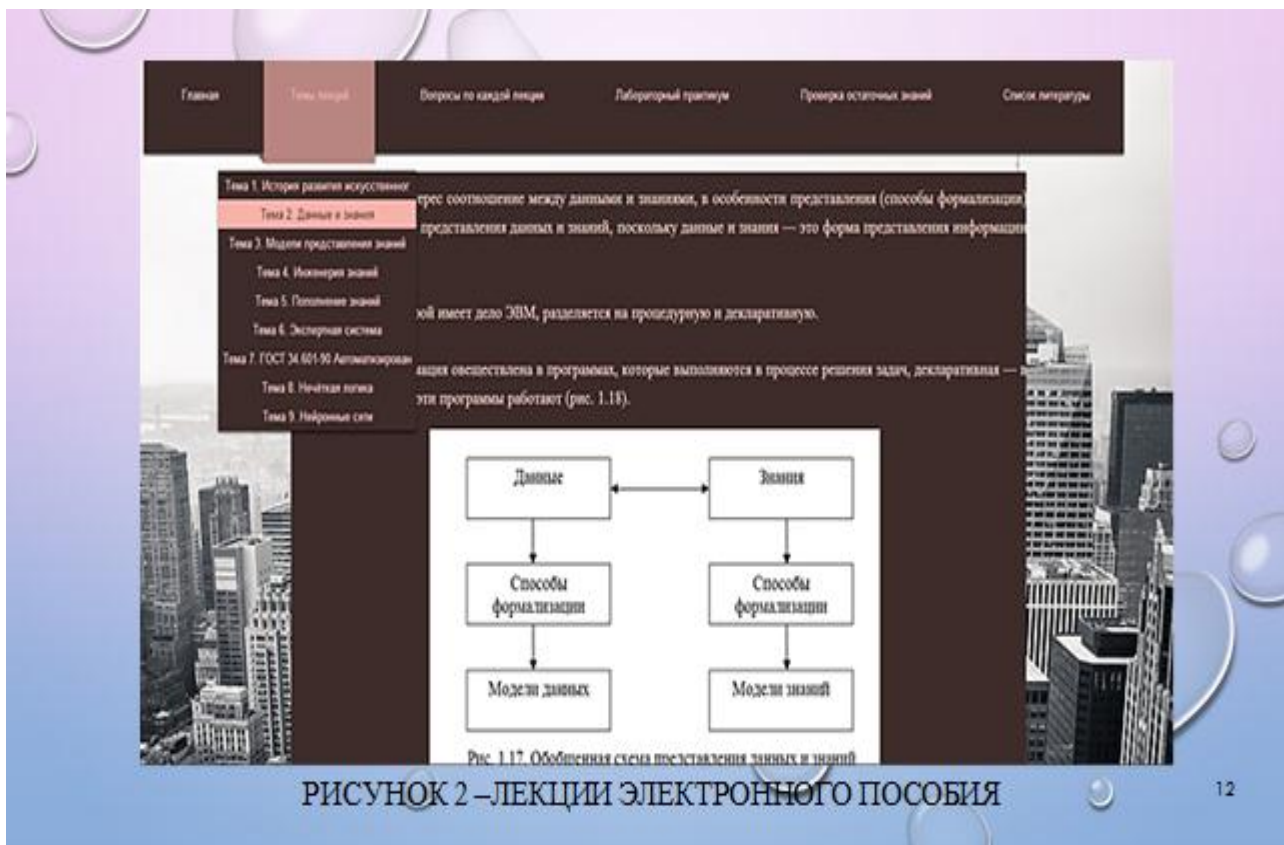 Главная Темы лекций Вопросы по каждой лекции Лабораторный практикум Проверка остаточных знаний Список литературы
Тема 1. История развития искусственног
Тема 2. Данные и знания
Тема 3. Модели представления знаний
Тема 4. Инженерия знаний
Тема 5. Пополнение знаний
Тема 6. Экспертная система
Тема 7. ГОСТ 34.601-90 Автоматизирован
Тема 8. Нечёткая логика
Тема 9. Нейронные сети
ерес соотношение между данными и знаниями, в особенности представления (способы формализации)
представления данных и знаний, поскольку данные и знания — это форма представления информации
рой имеет дело ЭВМ, разделяется на процедурную и декларативную.
мация овеществлена в программах, которые выполняются в процессе решения задач, декларативная —
эти программы работают (рис. 1.18).
Данные Знания
Способы формализации Способы формализации
Модели данных Модели знаний
Рис. 1.17. Обобщенная схема представления данных и знаний
РИСУНОК 2 –ЛЕКЦИИ ЭЛЕКТРОННОГО ПОСОБИЯ
12